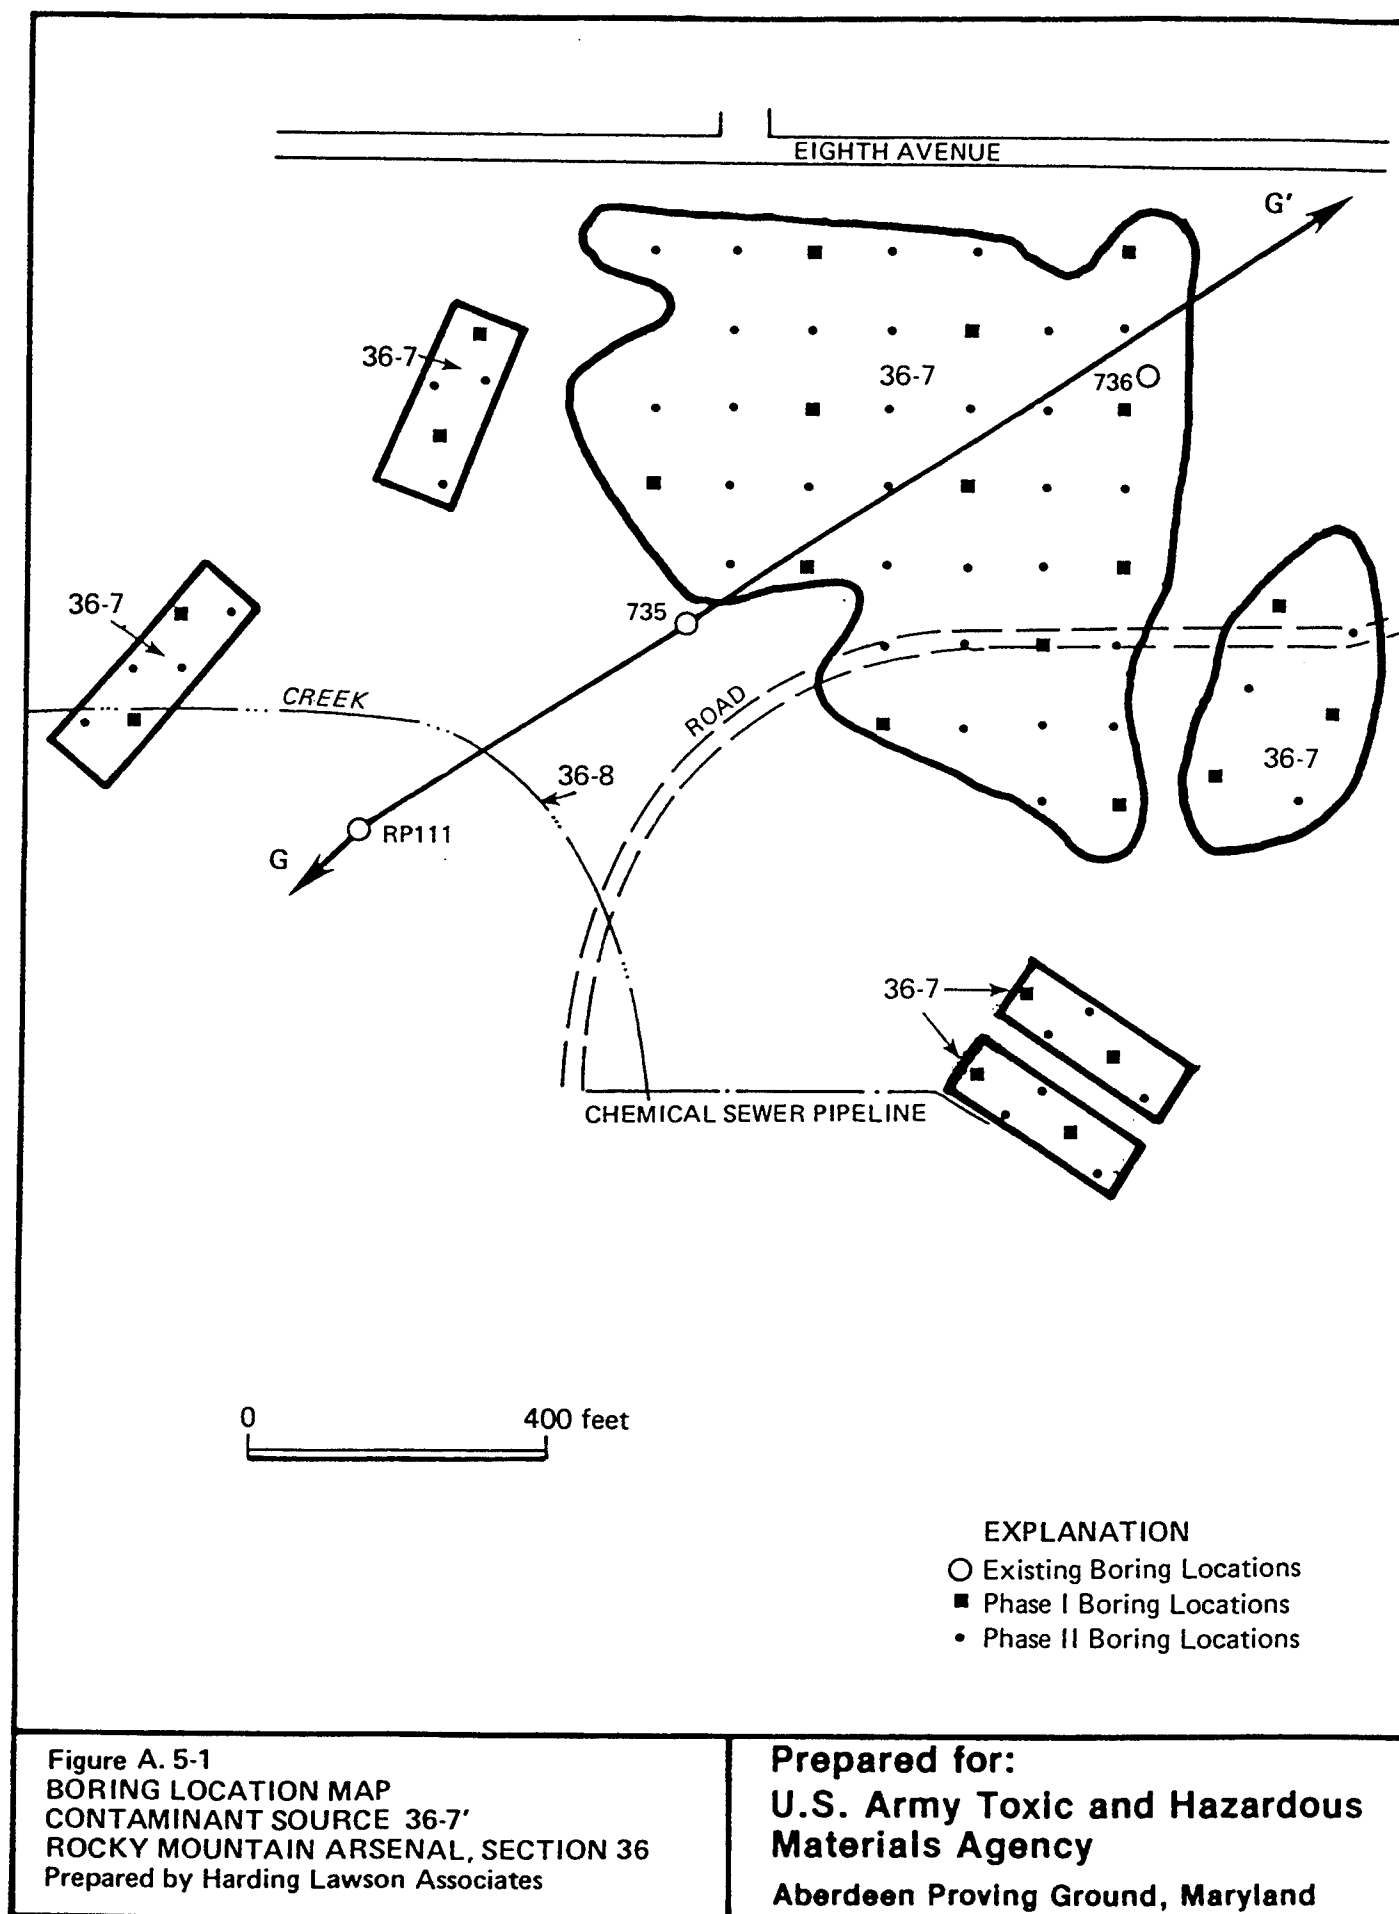 EIGHTH AVENUE
G'
36-7
36-7
736
36-7
735
CREEK
ROAD
36-8
36-7
RP111
G
36-7
CHEMICAL SEWER PIPELINE
0 400 feet
EXPLANATION
Existing Boring Locations
Phase I Boring Locations
Phase II Boring Locations
Figure A. 5-1
BORING LOCATION MAP
CONTAMINANT SOURCE 36-7'
ROCKY MOUNTAIN ARSENAL, SECTION 36
Prepared by Harding Lawson Associates
Prepared for:
U.S. Army Toxic and Hazardous
Materials Agency
Aberdeen Proving Ground, Maryland